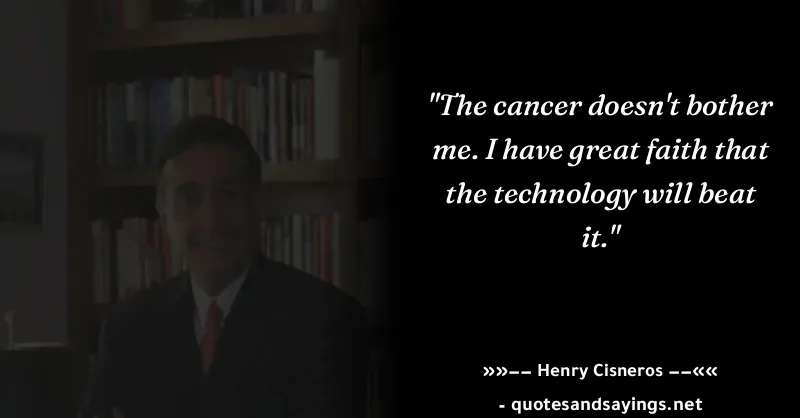 "The cancer doesn't bother
me. I have great faith that
the technology will beat
it."
»»−− Henry Cisneros −−««
- quotesandsayings.net